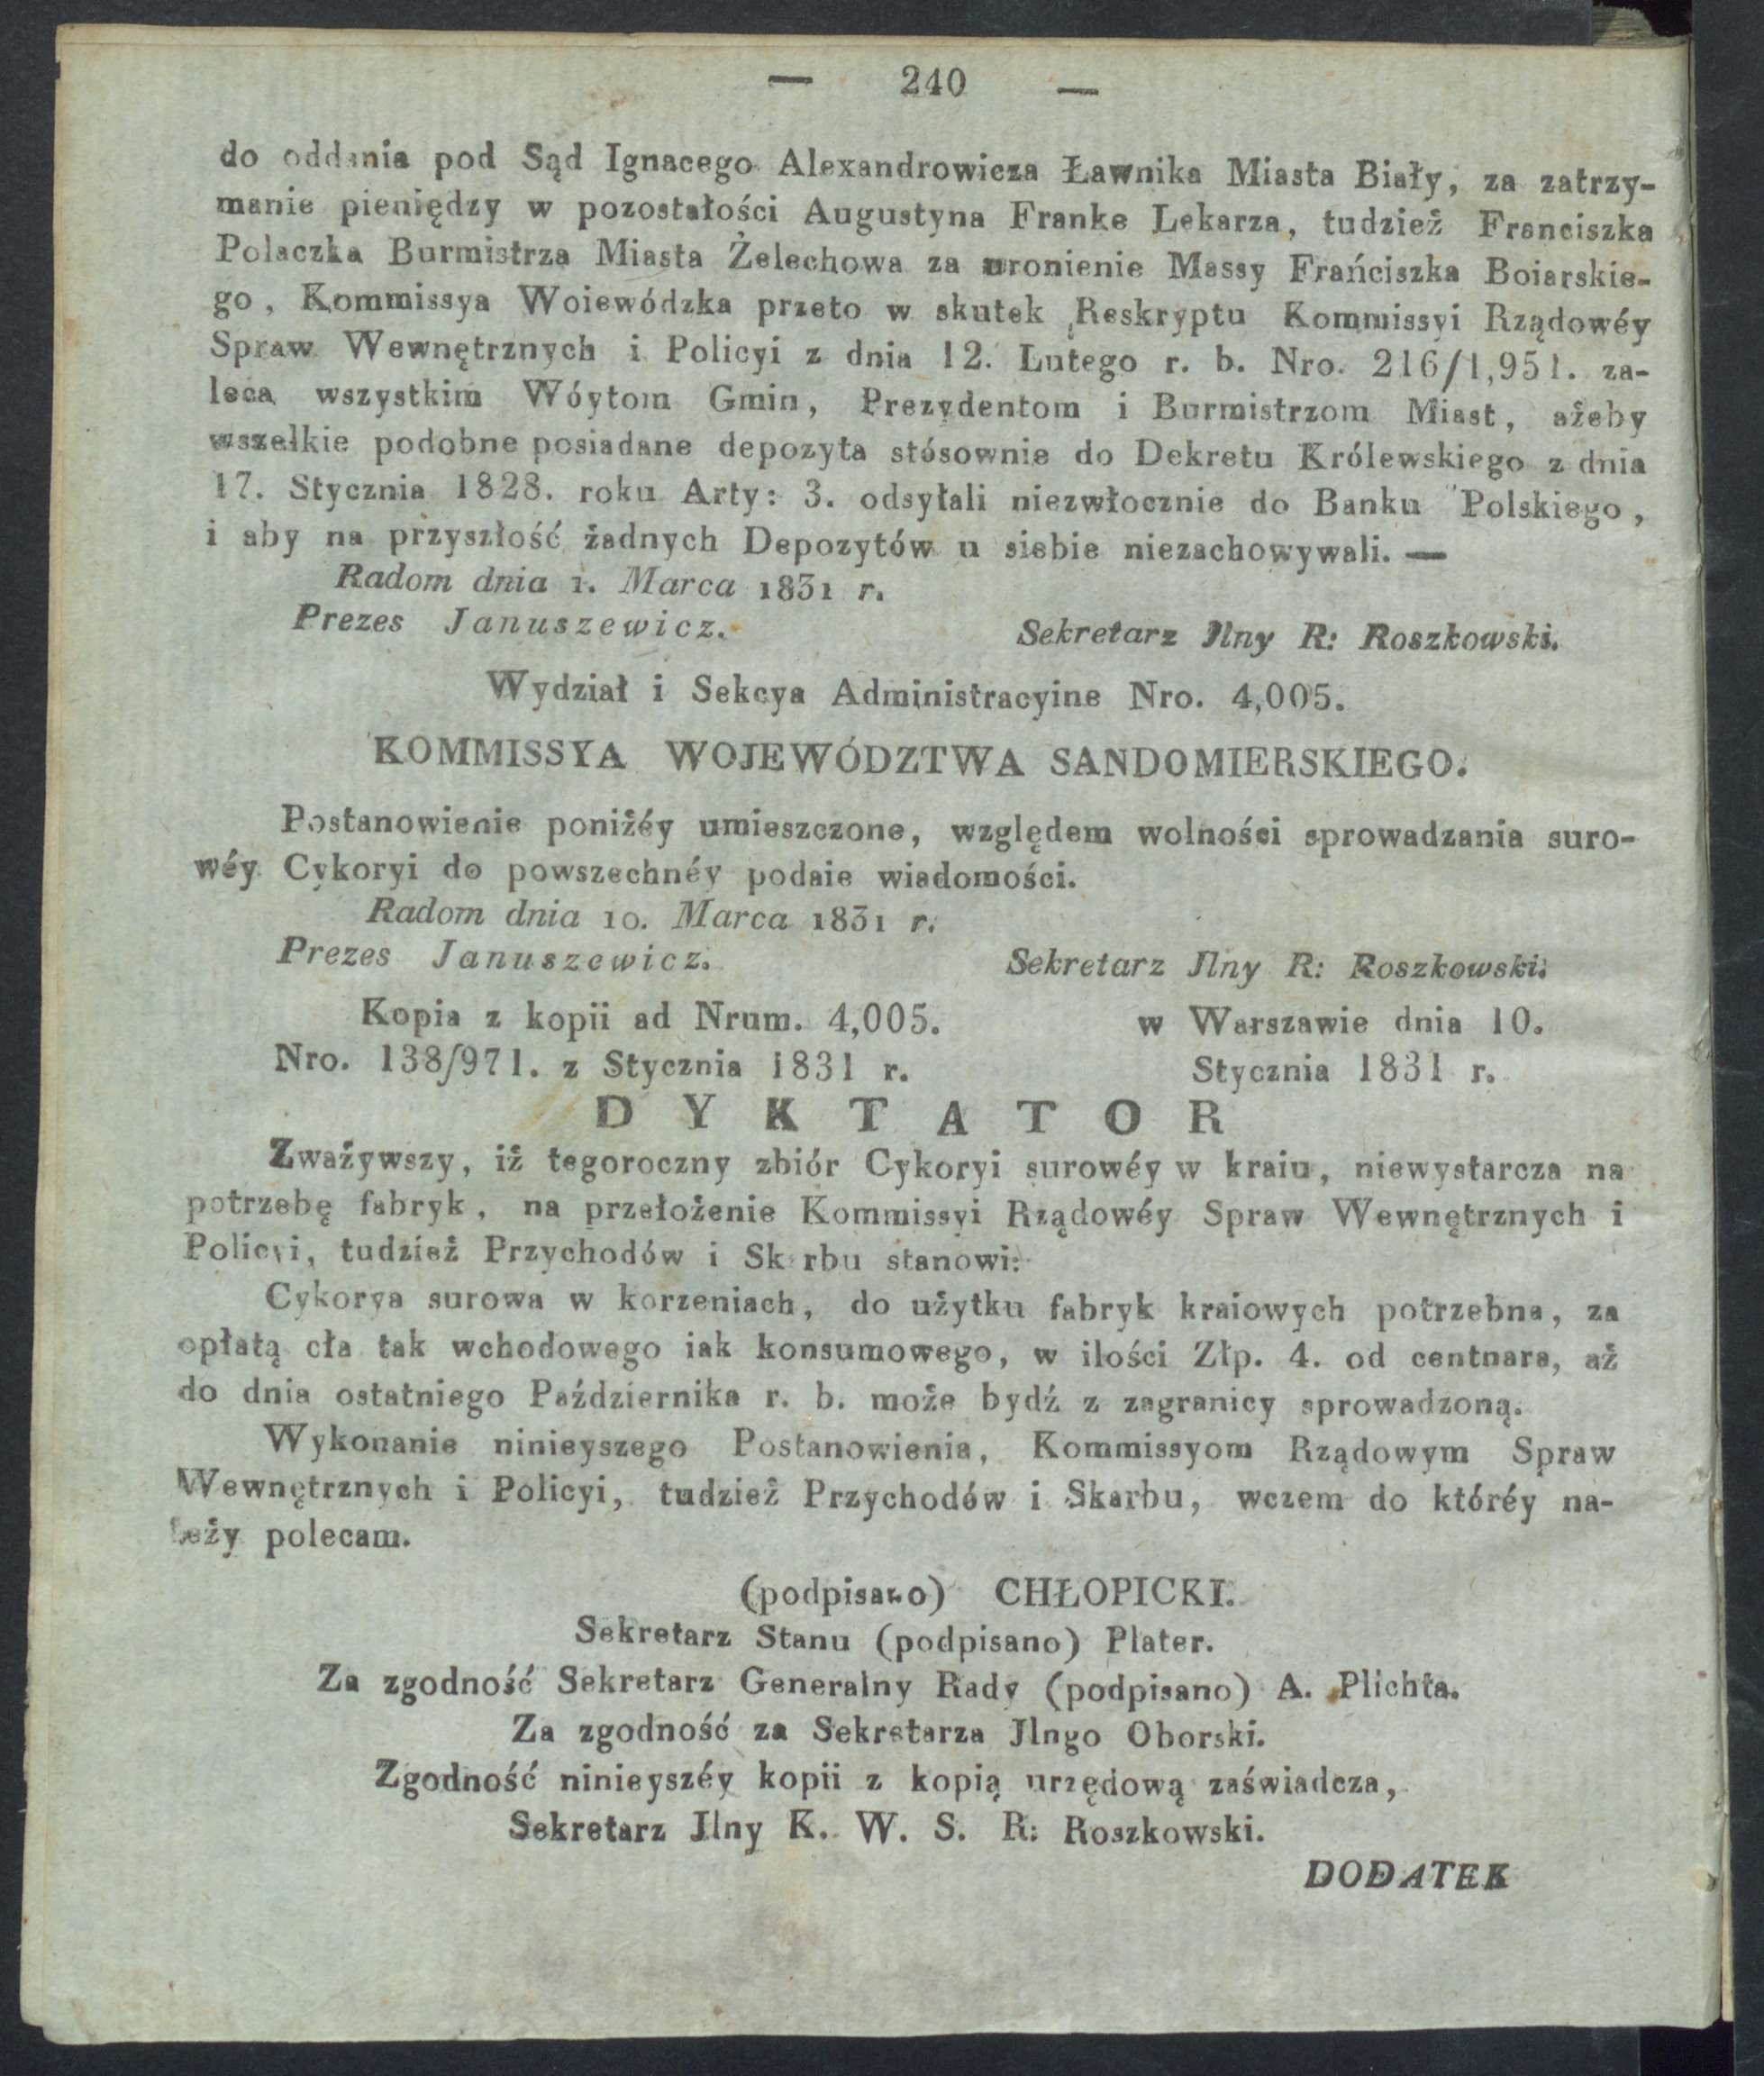 — 240 —
do oddania pod Sąd Ignacego Alexandrowicza Ławnika Miasta Biały, za zatrzy-
manie pieniędzy w pozostałości Augustyna Franke Lekarza, tudzież Franciszka
Polaczka Burmistrza Miasta Żelechowa za uronienie Massy Frańciszka Boiarskie-
go, Kommissya Woiewódzka przeto w skutek Reskryptu Kommissyi Rządowéy
Spraw Wewnętrznych i Policyi z dnia 12. Lutego r. b. Nro. 216/1,951. za-
leca wszystkim Wóytom Gmin, Prezydentom i Burmistrzom Miast, ażeby
wszelkie podobne posiadane depozyta stósownie do Dekretu Królewskiego z dnia
17. Stycznia 1828. roku Arty: 3. odsyłali niezwłocznie do Banku Polskiego,
i aby na przyszłość żadnych Depozytów u siebie niezachowywali. —
Radom dnia 1. Marca 1831 r.
Prezes Januszewicz. Sekretarz Jlny R: Roszkowski.
Wydział i Sekcya Administracyine Nro. 4,005.
KOMMISSYA WOJEWÓDZTWA SANDOMIERSKIEGO.
Postanowienie poniżéy umieszczone, względem wolności sprowadzania suro-
wéy Cykoryi do powszechnéy podaie wiadomości.
Radom dnia 10. Marca 1831 r.
Prezes Januszewicz. Sekretarz Jlny R: Roszkowski.
Kopia z kopii ad Nrum. 4,005. w Warszawie dnia 10.
Nro. 138/971. z Stycznia 1831 r. Stycznia 1831 r.
DYKTATOR
Zważywszy, iż tegoroczny zbiór Cykoryi surowéy w kraiu, niewystarcza na
potrzebę fabryk, na przełożenie Kommissyi Rządowéy Spraw Wewnętrznych i
Policyi, tudzież Przychodów i Skarbu stanowi:
Cykorya surowa w korzeniach, do użytku fabryk kraiowych potrzebna, za
opłatą cła tak wchodowego iak konsumowego, w ilości Złp. 4. od centnara, aż
do dnia ostatniego Października r. b. może bydź z zagranicy sprowadzoną.
Wykonanie ninieyszego Postanowienia, Kommissyom Rządowym Spraw
Wewnętrznych i Policyi, tudzież Przychodów i Skarbu, wczem do któréy na-
leży polecam.
(podpisano) CHŁOPICKI.
Sekretarz Stanu (podpisano) Plater.
Za zgodność Sekretarz Generalny Rady (podpisano) A. Plichta.
Za zgodność za Sekretarza Jlngo Oborski.
Zgodność ninieyszéy kopii z kopią urzędową zaświadcza,
Sekretarz Jlny K. W. S. R: Roszkowski.
DODATEK